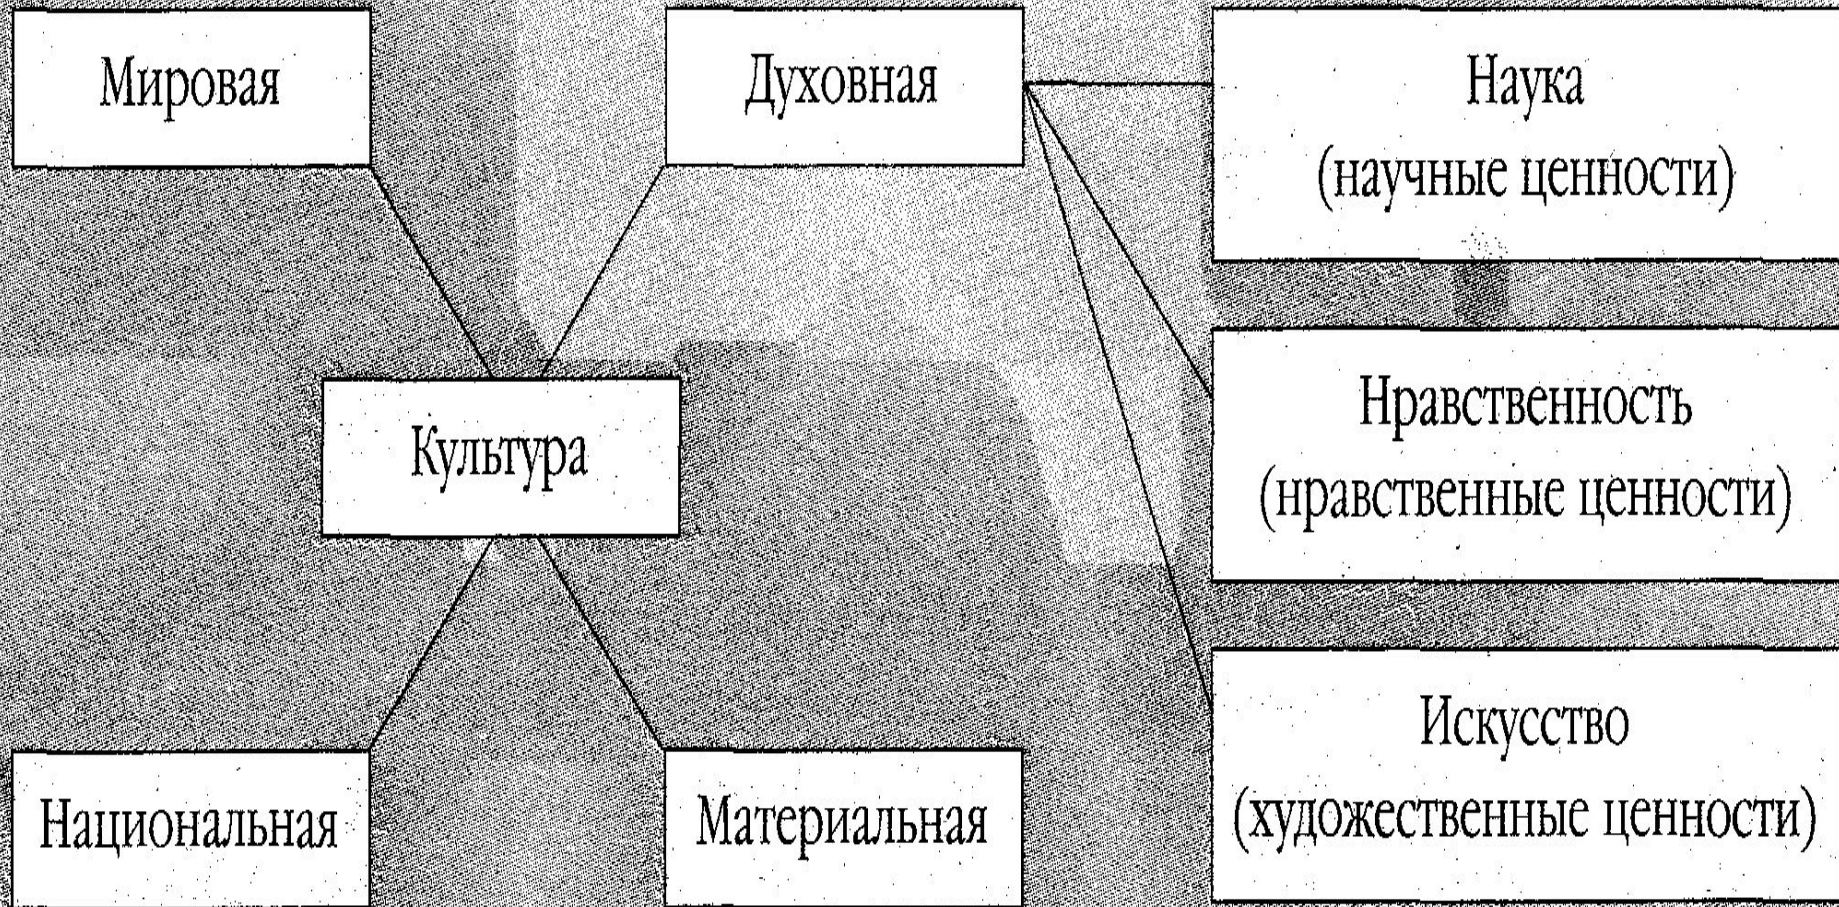 Мировая
Духовная
Наука
(научные ценности)
Культура
Нравственность
(нравственные ценности)
Национальная
Материальная
Искусство
(художественные ценности)